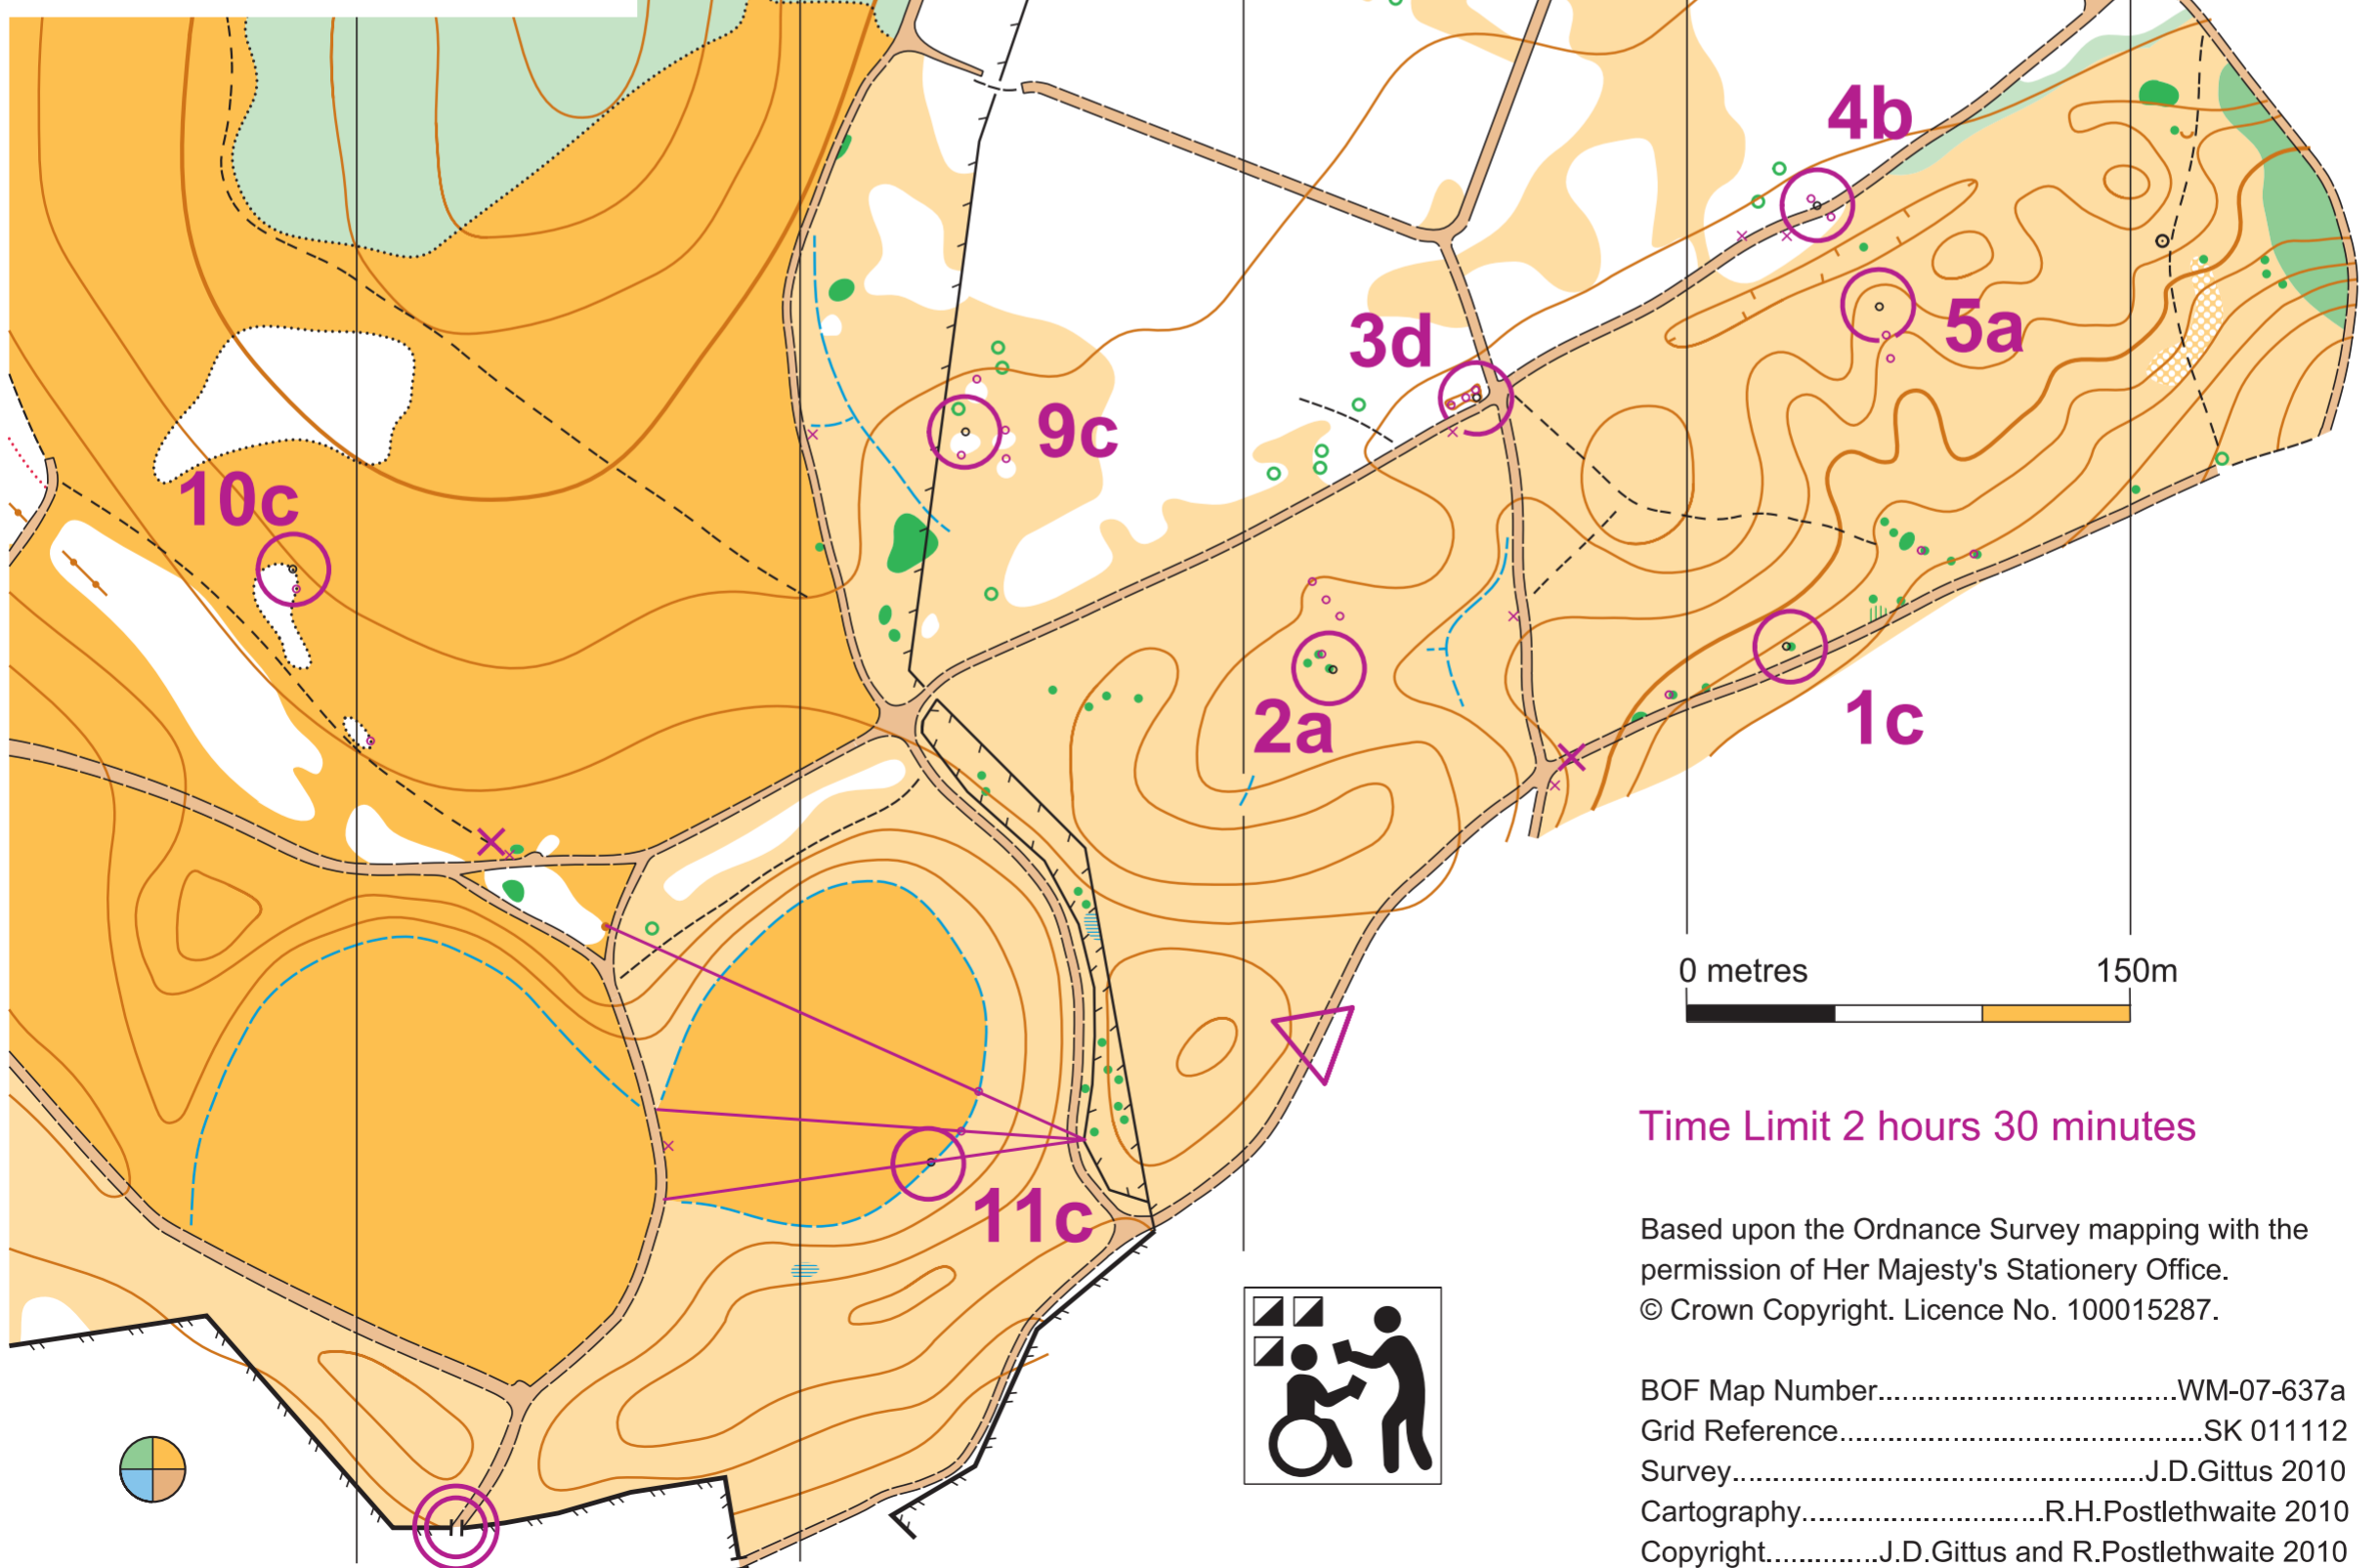 4b
3d
5a
9c
10c
2a
1c
0 metres 150m
Time Limit 2 hours 30 minutes
11c
Based upon the Ordnance Survey mapping with the
permission of Her Majesty's Stationery Office.
© Crown Copyright. Licence No. 100015287.
BOF Map Number....................................WM-07-637a
Grid Reference.............................................SK 011112
Survey...................................................J.D.Gittus 2010
Cartography..............................R.H.Postlethwaite 2010
Copyright..............J.D.Gittus and R.Postlethwaite 2010